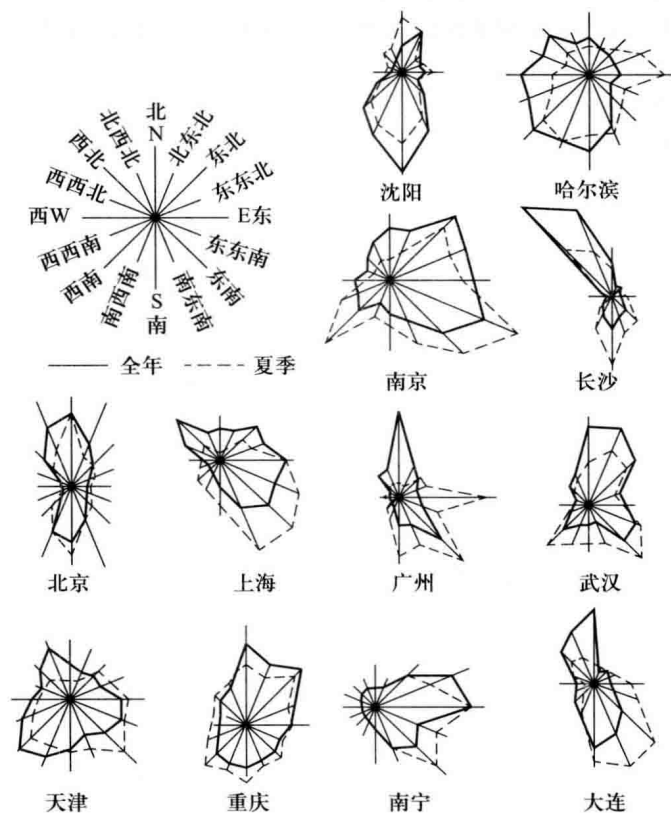 沈阳 哈尔滨
北
N
北西北 北东北
西北 东北
西西北 东东北
西W E东
西西南 东东南
西南 东南
南西南 南东南
S
南
全年 夏季
南京 长沙
北京 上海 广州 武汉
天津 重庆 南宁 大连